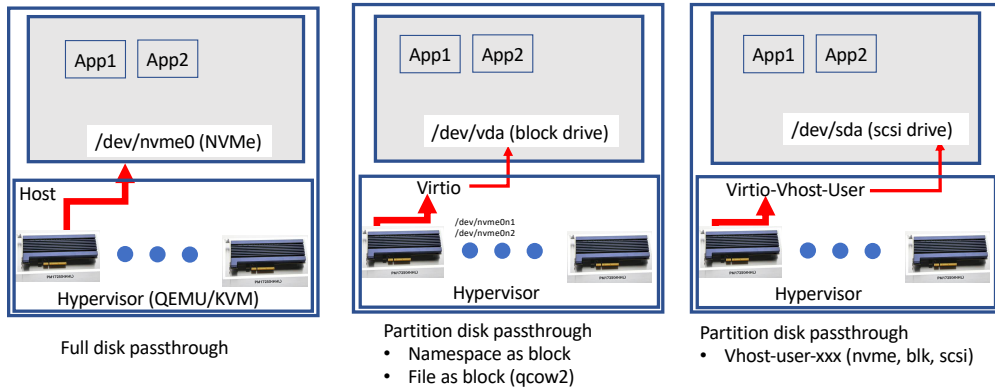 App1 App2
/dev/nvme0 (NVMe)
Host
Hypervisor (QEMU/KVM)
Full disk passthrough
App1 App2
/dev/vda (block drive)
Virtio
/dev/nvme0n1
/dev/nvme0n2
Hypervisor
Partition disk passthrough
• Namespace as block
• File as block (qcow2)
App1 App2
/dev/sda (scsi drive)
Virtio-Vhost-User
Hypervisor
Partition disk passthrough
• Vhost-user-xxx (nvme, blk, scsi)